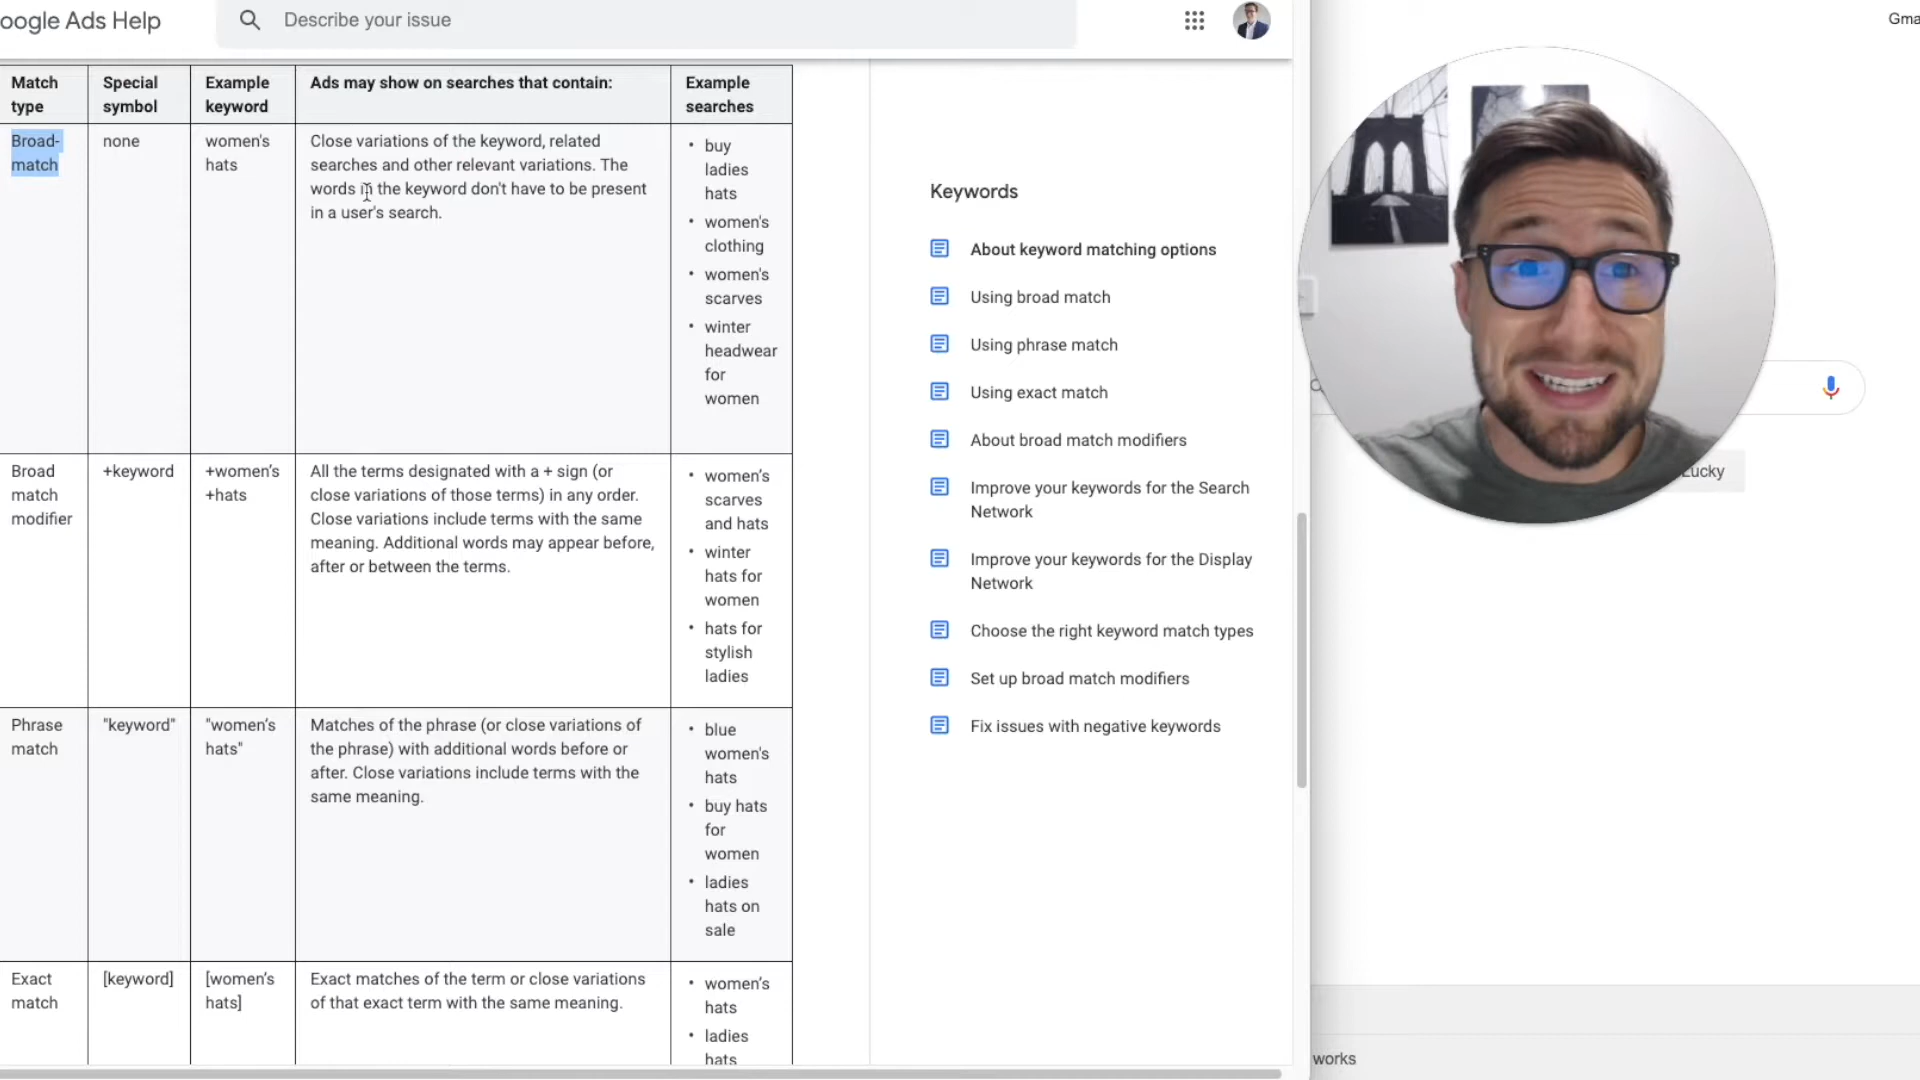 oogle Ads Help
Describe your issue
Gma
Match
type
Special
symbol
Example
keyword
Ads may show on searches that contain:
Example
searches
Broad-
match
none
women's
hats
Close variations of the keyword, related
searches and other relevant variations. The
words in the keyword don't have to be present
in a user's search.
• buy
ladies
hats
• women's
clothing
• women's
scarves
• winter
headwear
for
women
Broad
match
modifier
+keyword
+women's
+hats
All the terms designated with a + sign (or
close variations of those terms) in any order.
Close variations include terms with the same
meaning. Additional words may appear before,
after or between the terms.
• women's
scarves
and hats
• winter
hats for
women
• hats for
stylish
ladies
Phrase
match
"keyword"
"women's
hats"
Matches of the phrase (or close variations of
the phrase) with additional words before or
after. Close variations include terms with the
same meaning.
• blue
women's
hats
• buy hats
for
women
• ladies
hats on
sale
Exact
match
[keyword]
[women's
hats]
Exact matches of the term or close variations
of that exact term with the same meaning.
• women's
hats
• ladies
hats
Keywords
About keyword matching options
Using broad match
Using phrase match
Using exact match
About broad match modifiers
Improve your keywords for the Search
Network
Improve your keywords for the Display
Network
Choose the right keyword match types
Set up broad match modifiers
Fix issues with negative keywords
Lucky
works